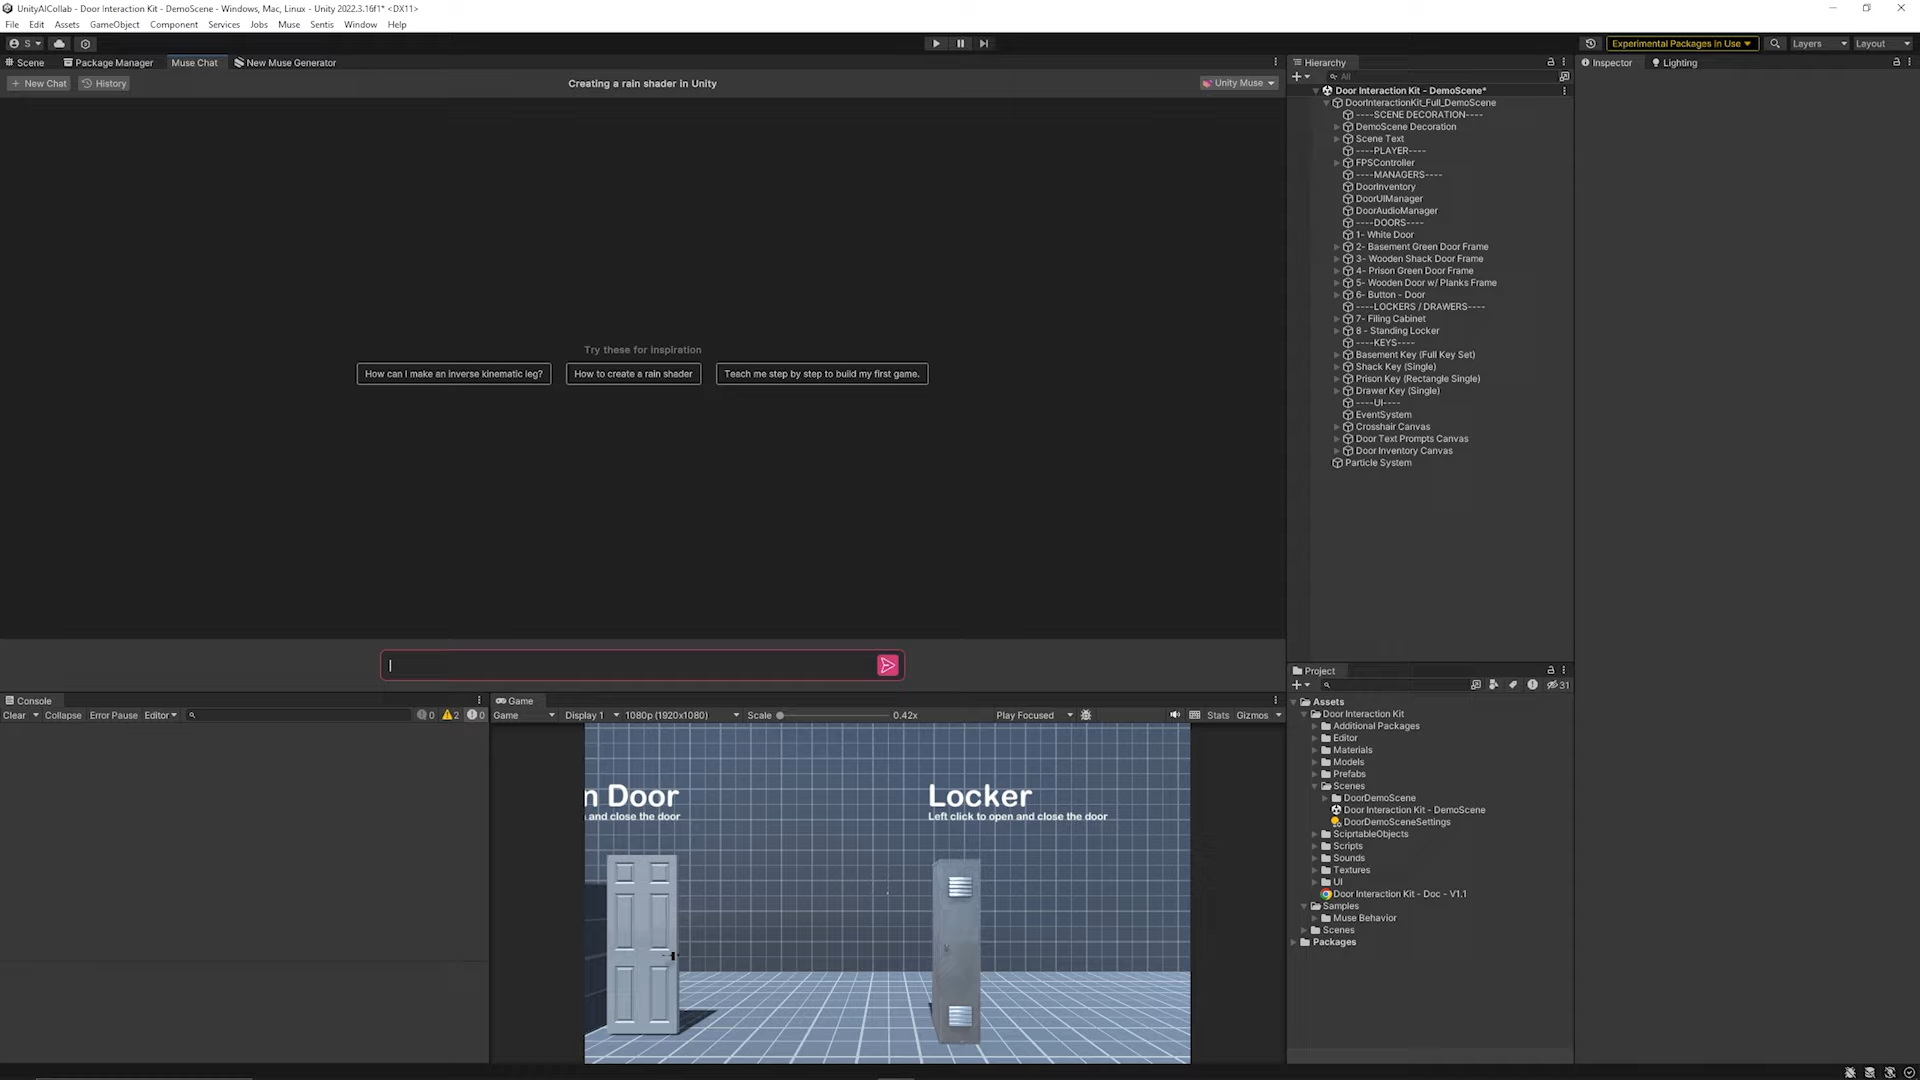 UnityAICollab - Door Interaction Kit - DemoScene - Windows, Mac, Linux - Unity 2022.3.16f1* <DX11>
File Edit Assets GameObject Component Services Jobs Muse Sentis Window Help
S Experimental Packages In Use Layers Layout
Scene Package Manager Muse Chat New Muse Generator
+ New Chat History Creating a rain shader in Unity Unity Muse
Try these for inspiration
How can I make an inverse kinematic leg? How to create a rain shader Teach me step by step to build my first game.
Console
Clear Collapse Error Pause Editor 0 2 0
Game
Game Display 1 1080p (1920x1080) Scale 0.42x Play Focused Stats Gizmos
n Door
and close the door
Locker
Left click to open and close the door
Hierarchy
All
Door Interaction Kit - DemoScene*
DoorInteractionKit_Full_DemoScene
----SCENE DECORATION----
DemoScene Decoration
Scene Text
----PLAYER----
FPSController
----MANAGERS----
DoorInventory
DoorUIManager
DoorAudioManager
----DOORS----
1- White Door
2- Basement Green Door Frame
3- Wooden Shack Door Frame
4- Prison Green Door Frame
5- Wooden Door w/ Planks Frame
6- Button - Door
----LOCKERS / DRAWERS----
7- Filing Cabinet
8 - Standing Locker
----KEYS----
Basement Key (Full Key Set)
Shack Key (Single)
Prison Key (Rectangle Single)
Drawer Key (Single)
----UI----
EventSystem
Crosshair Canvas
Door Text Prompts Canvas
Door Inventory Canvas
Particle System
Project
31
Assets
Door Interaction Kit
Additional Packages
Editor
Materials
Models
Prefabs
Scenes
DoorDemoScene
Door Interaction Kit - DemoScene
DoorDemoSceneSettings
SciprtableObjects
Scripts
Sounds
Textures
UI
Door Interaction Kit - Doc - V1.1
Samples
Muse Behavior
Scenes
Packages
Inspector Lighting